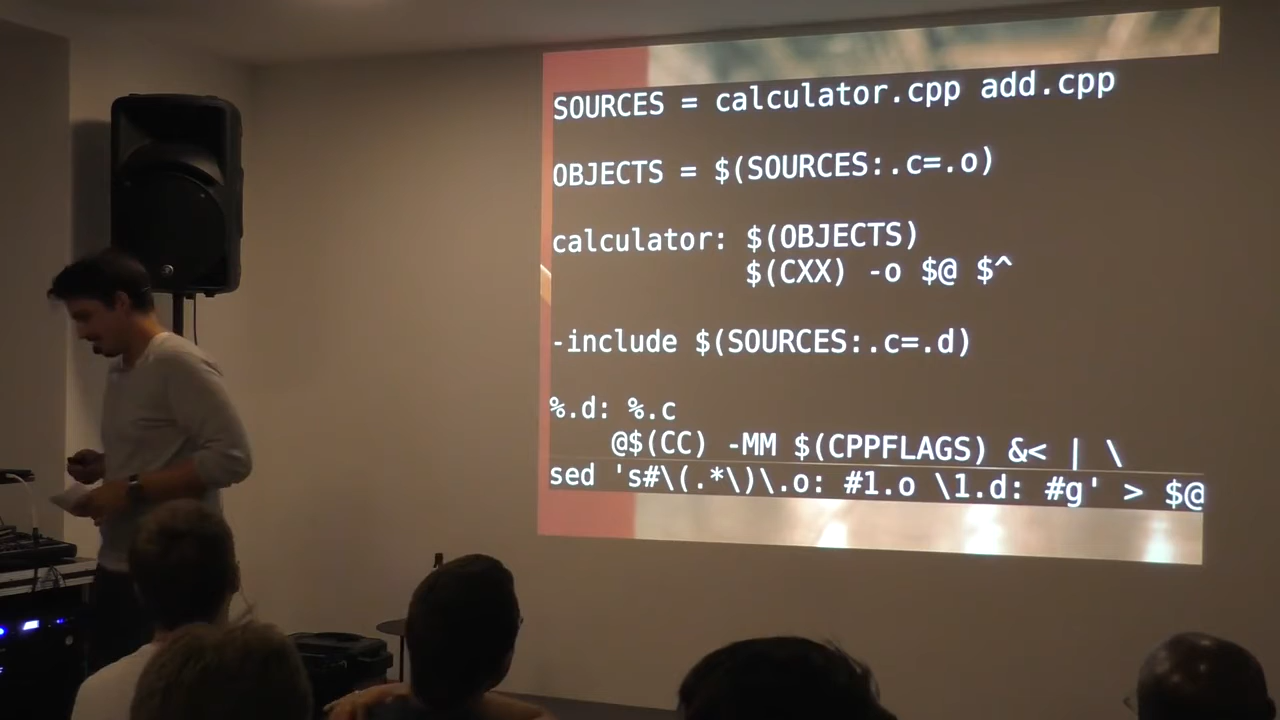 SOURCES = calculator.cpp add.cpp
OBJECTS = $(SOURCES:.c=.o)
calculator: $(OBJECTS)
$(CXX) -o $@ $^
-include $(SOURCES:.c=.d)
%.d: %.c
@$(CC) -MM $(CPPFLAGS) &< | \
sed 's#\(.*\)\.o: #1.o \1.d: #g' > $@